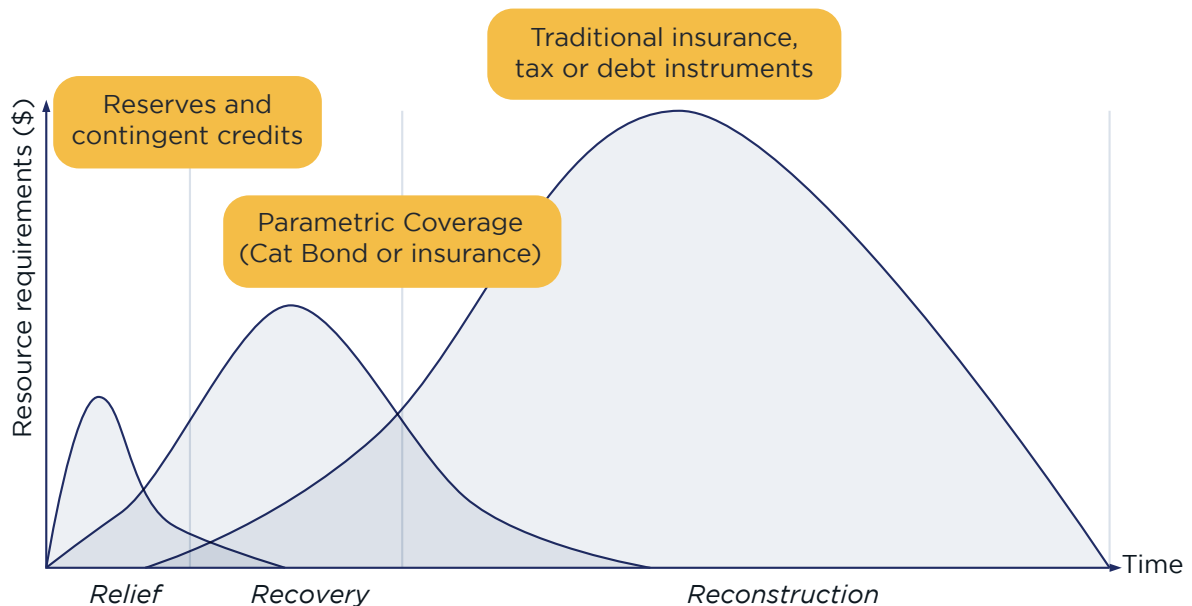 Traditional insurance,
tax or debt instruments
Reserves and
contingent credits
Parametric Coverage
(Cat Bond or insurance)
Resource requirements ($)
Time
Relief
Recovery
Reconstruction